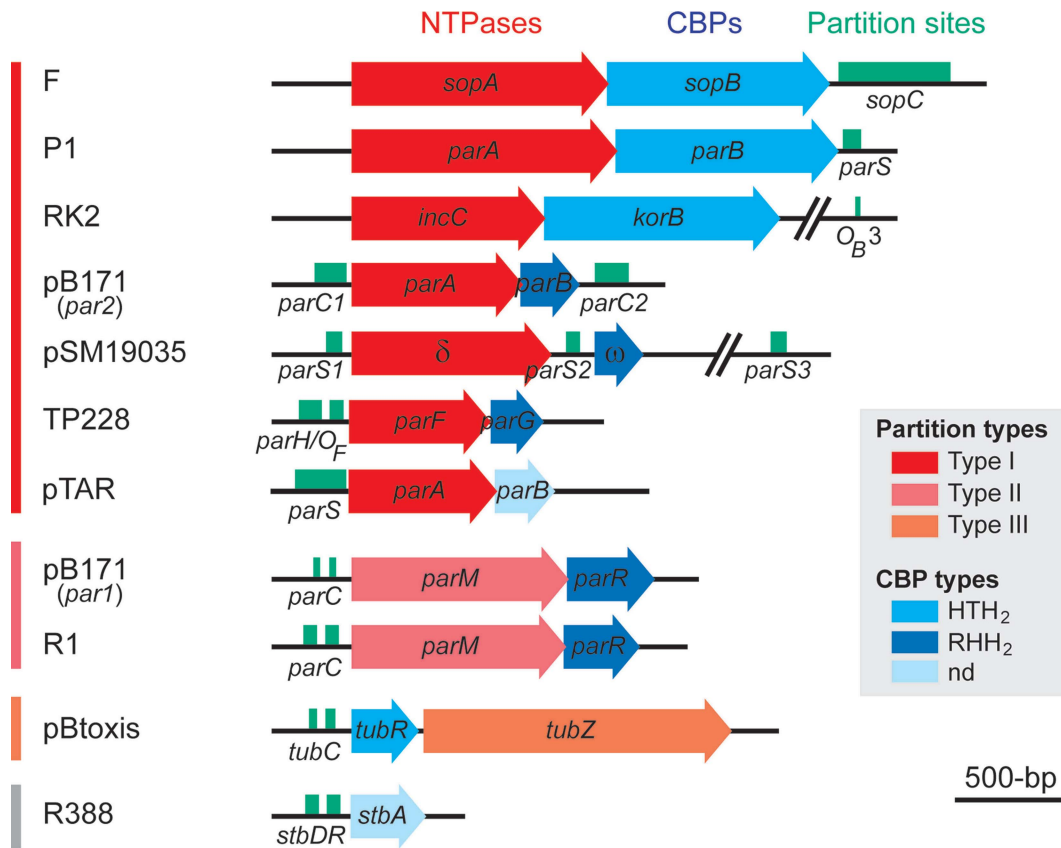 NTPases CBPs Partition sites
F sopA sopB sopC
P1 parA parB parS
RK2 incC korB OB3
pB171 (par2) parC1 parA parB parC2
pSM19035 parS1 δ parS2 ω parS3
TP228 parH/OF parF parG
pTAR parS parA parB
pB171 (par1) parC parM parR
R1 parC parM parR
pBtoxis tubC tubR tubZ
R388 stbDR stbA
Partition types
Type I
Type II
Type III
CBP types
HTH2
RHH2
nd
500-bp